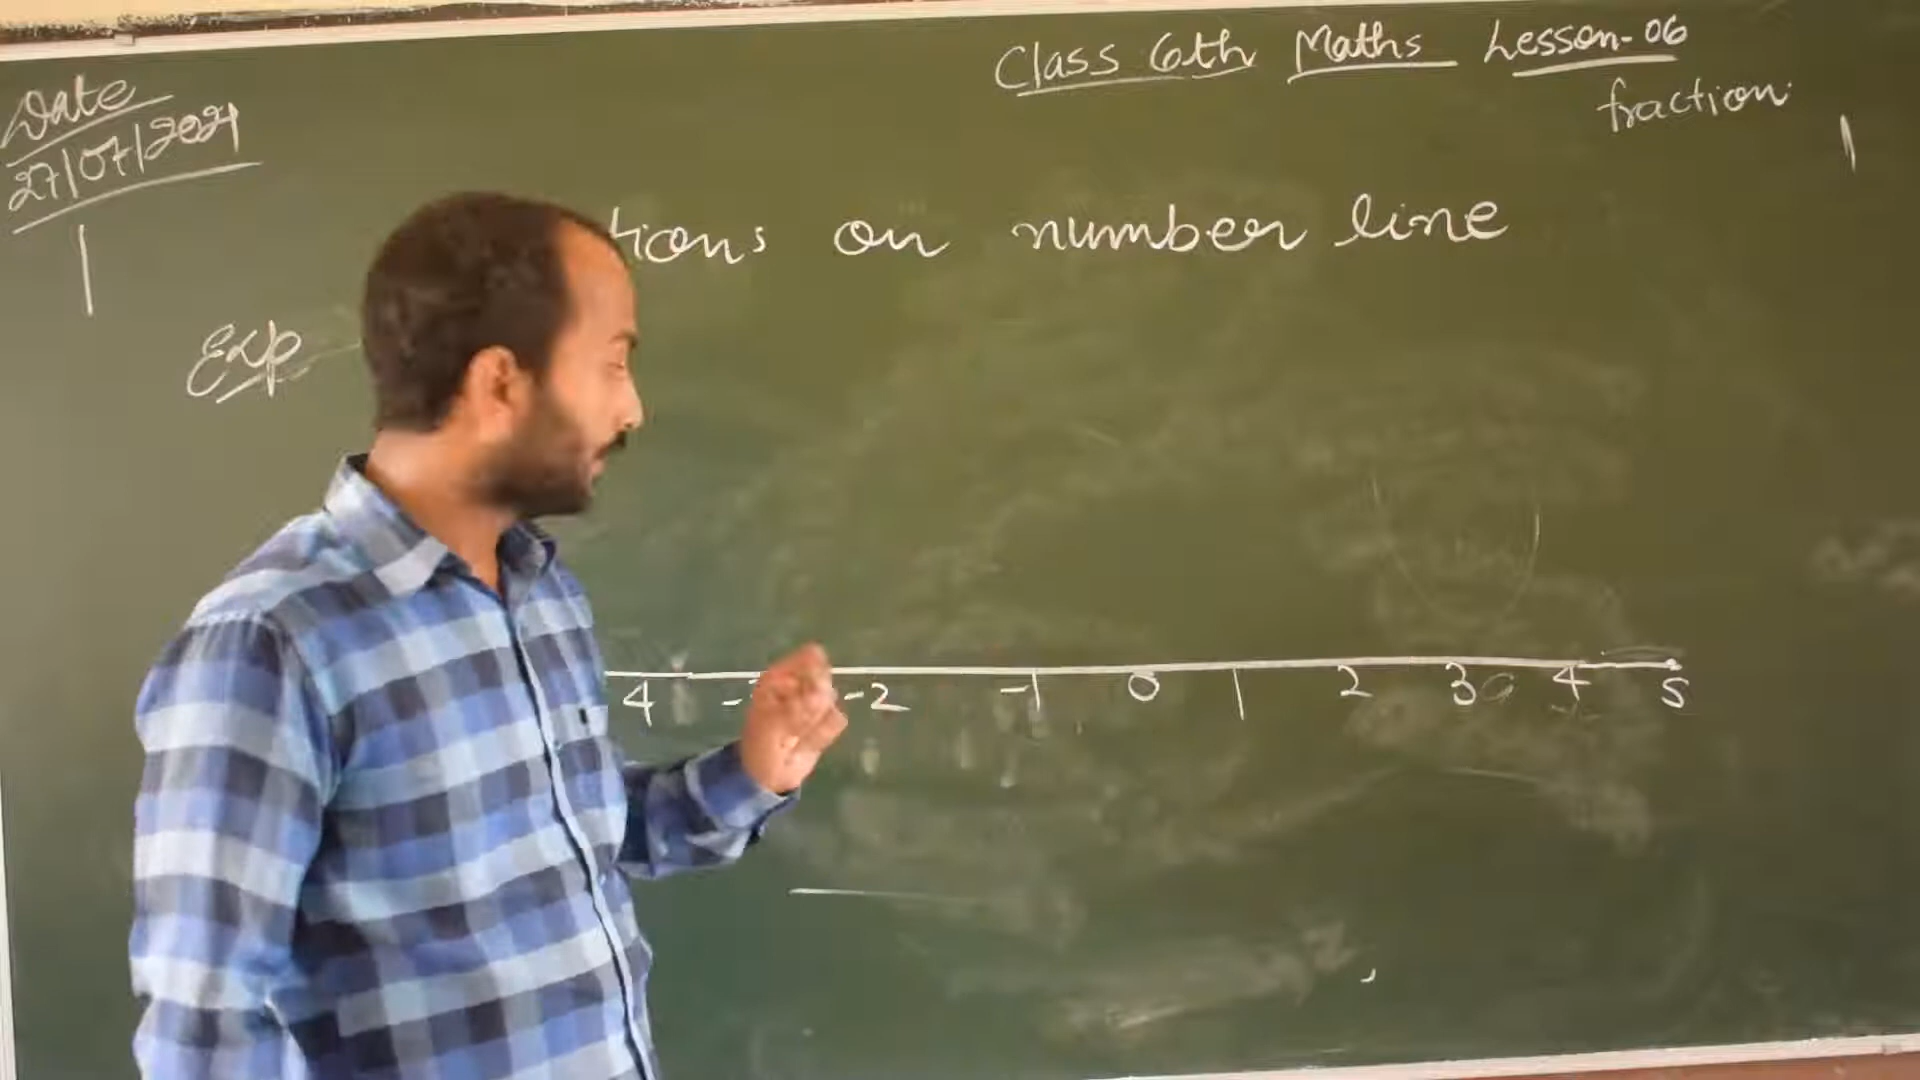 Class 6th Maths Lesson-06
fraction
Date
27/07/2021
tions on number line
Exp
4 - -2 -1 0 1 2 3 4 5